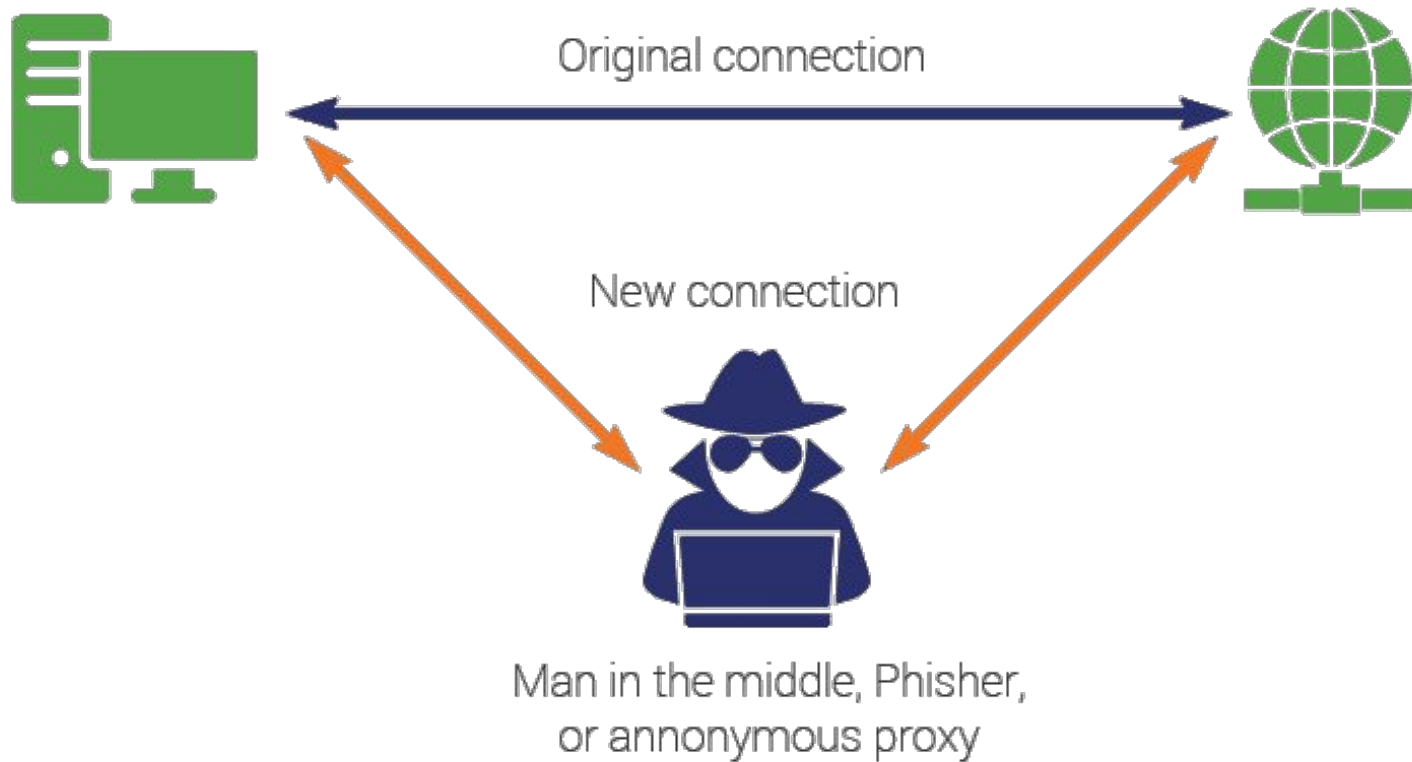 Original connection
New connection
Man in the middle, Phisher,
or annonymous proxy